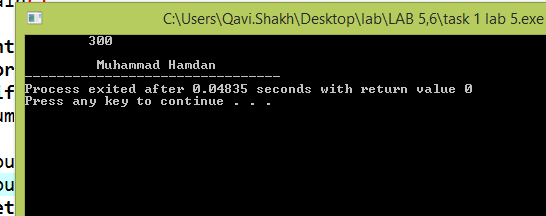 C:\Users\Qavi.Shakh\Desktop\lab\LAB 5,6\task 1 lab 5.exe
300
Muhammad Hamdan
--------------------------------
Process exited after 0.04835 seconds with return value 0
Press any key to continue . . .